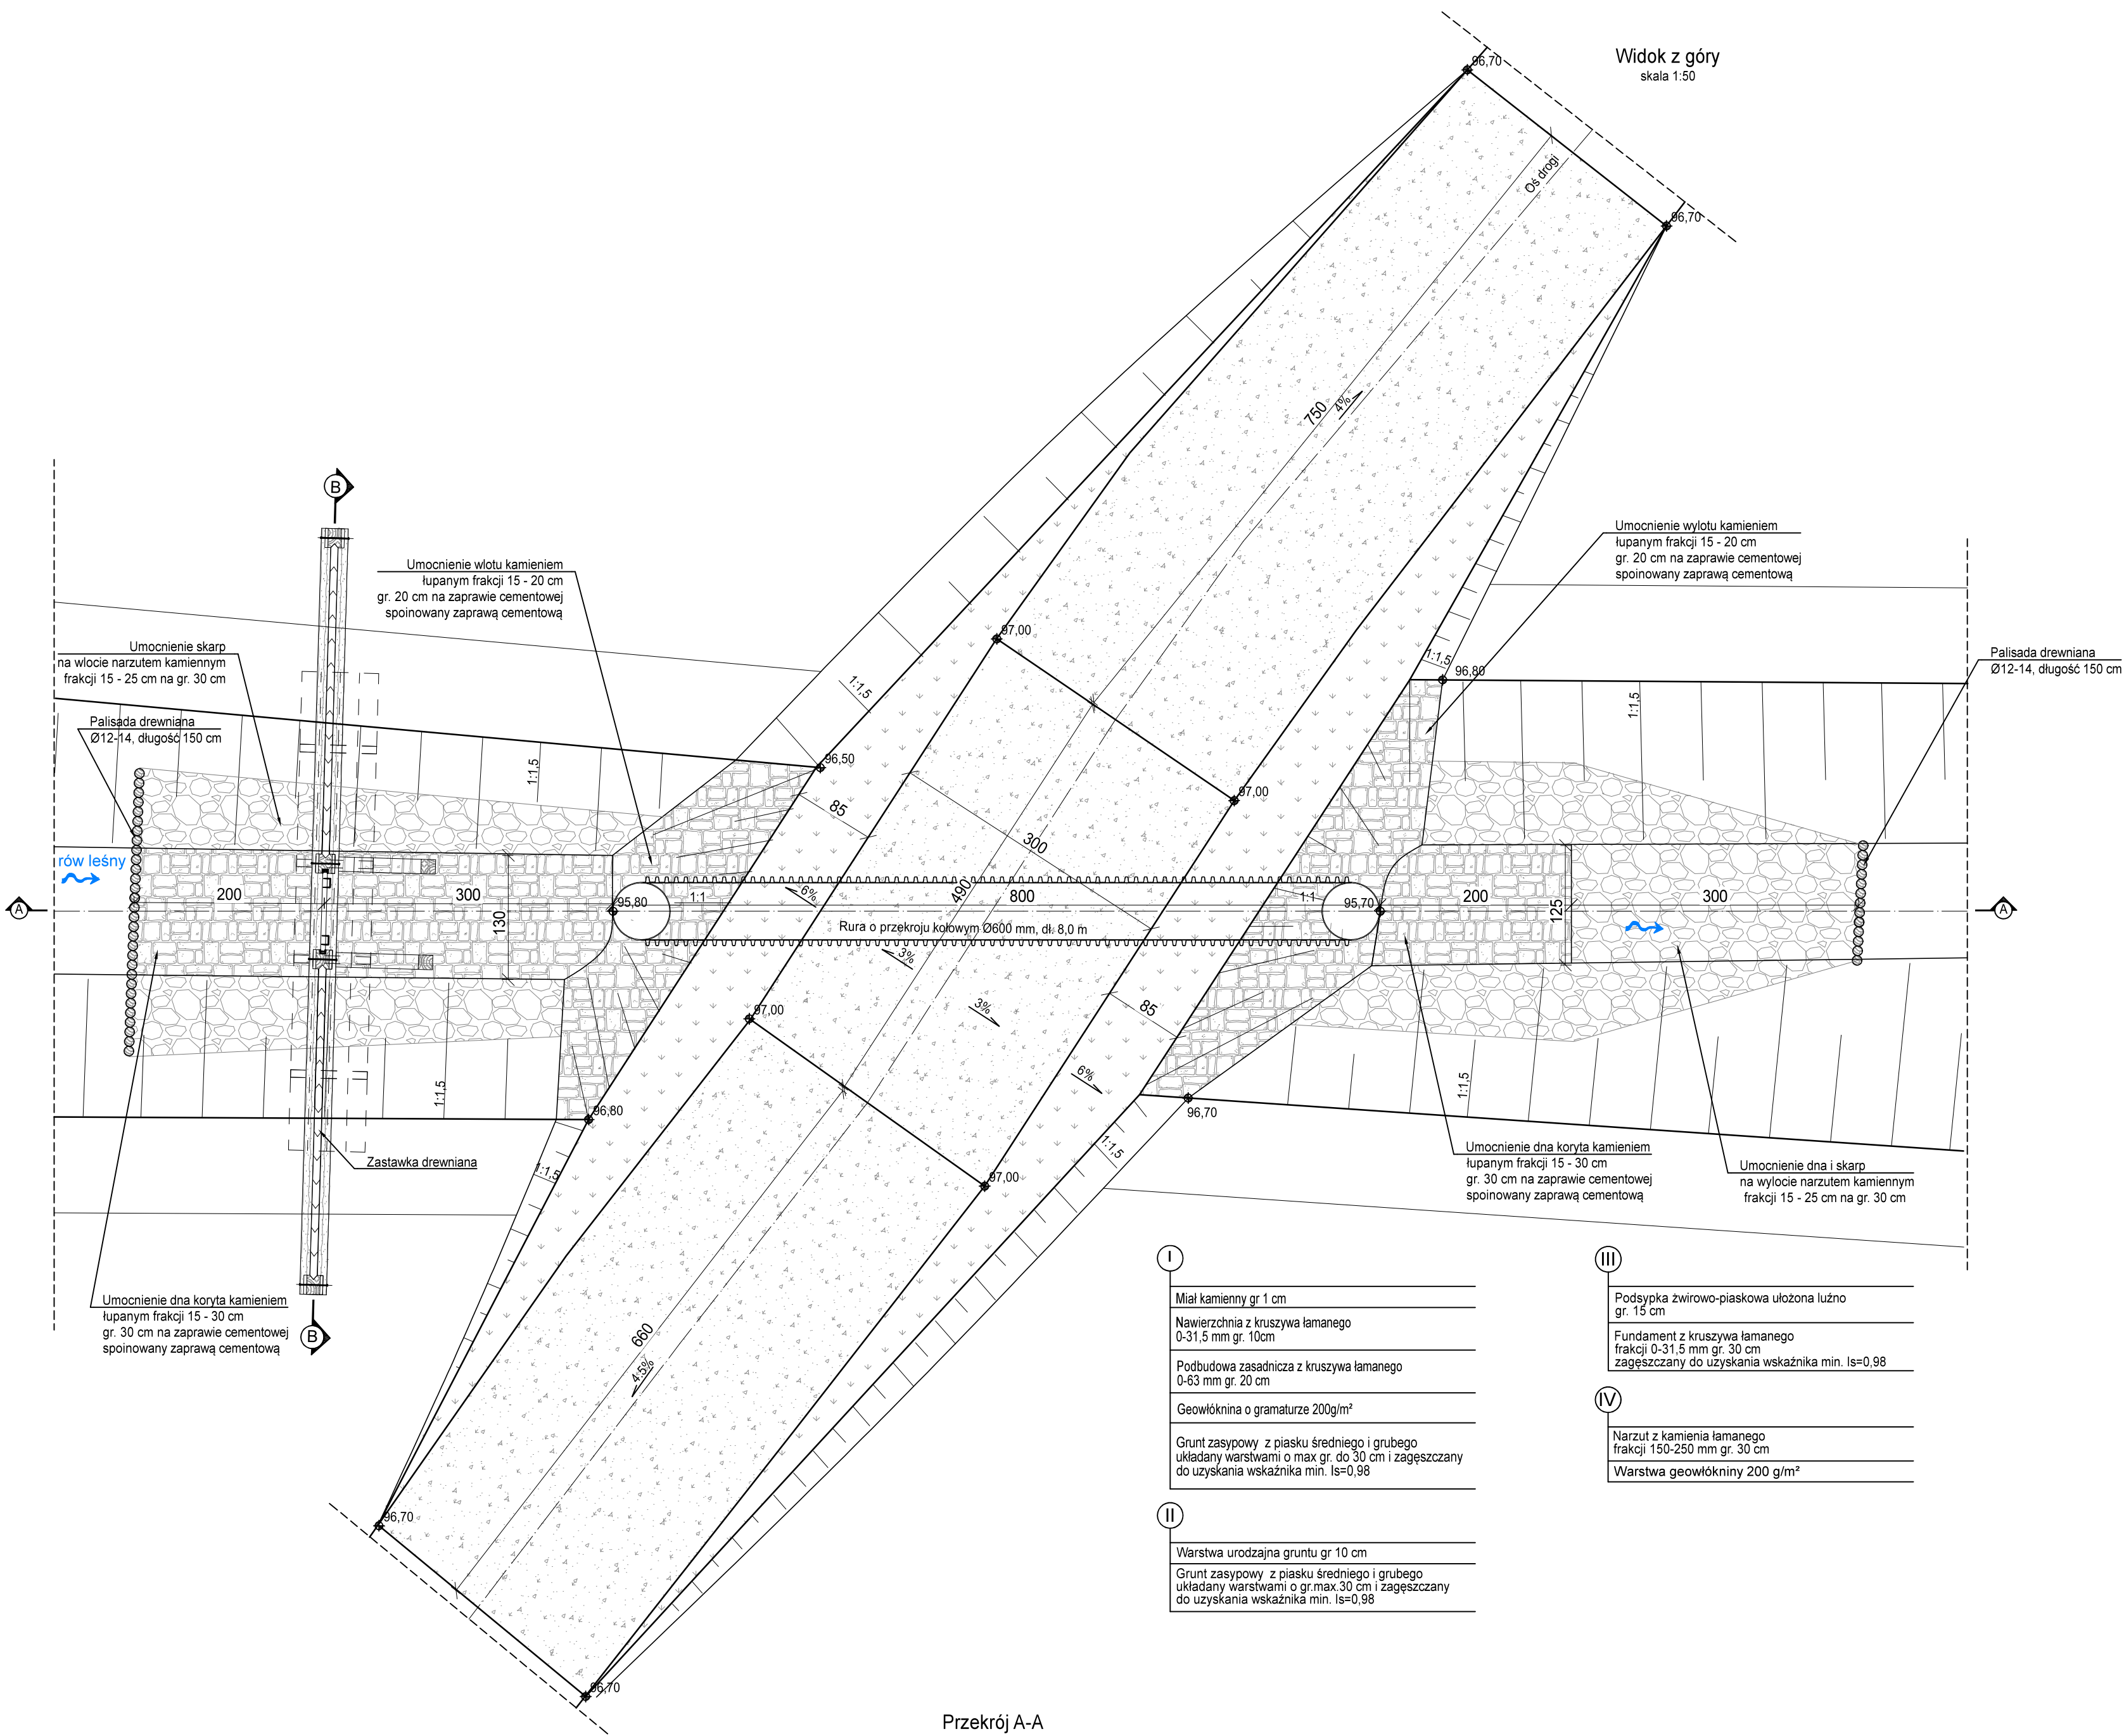 Widok z góry
skala 1:50
96,70
96,70
Oś drogi
750
4%
B
Umocnienie wlotu kamieniem
łupanym frakcji 15 - 20 cm
gr. 20 cm na zaprawie cementowej
spoinowany zaprawą cementową
Umocnienie wylotu kamieniem
łupanym frakcji 15 - 20 cm
gr. 20 cm na zaprawie cementowej
spoinowany zaprawą cementową
Umocnienie skarp
na wlocie narzutem kamiennym
frakcji 15 - 25 cm na gr. 30 cm
Palisada drewniana
Ø12-14, długość 150 cm
Palisada drewniana
Ø12-14, długość 150 cm
97,00
1:1,5
96,80
1:1,5
1:1,5
96,50
1:1,5
97,00
85
300
rów leśny
200
300
130
95,80
1:1
6%
490
800
1:1
95,70
200
125
300
A
A
Rura o przekroju kołowym Ø600 mm, dł. 8,0 m
3%
3%
85
97,00
6%
96,80
96,70
1:1,5
1:1,5
1:1,5
1:1,5
Zastawka drewniana
97,00
Umocnienie dna koryta kamieniem
łupanym frakcji 15 - 30 cm
gr. 30 cm na zaprawie cementowej
spoinowany zaprawą cementową
Umocnienie dna i skarp
na wylocie narzutem kamiennym
frakcji 15 - 25 cm na gr. 30 cm
Umocnienie dna koryta kamieniem
łupanym frakcji 15 - 30 cm
gr. 30 cm na zaprawie cementowej
spoinowany zaprawą cementową
B
660
4.5%
96,70
96,70
I
Miał kamienny gr 1 cm
Nawierzchnia z kruszywa łamanego
0-31,5 mm gr. 10cm
Podbudowa zasadnicza z kruszywa łamanego
0-63 mm gr. 20 cm
Geowłóknina o gramaturze 200g/m²
Grunt zasypowy z piasku średniego i grubego
układany warstwami o max gr. do 30 cm i zagęszczany
do uzyskania wskaźnika min. Is=0,98
II
Warstwa urodzajna gruntu gr 10 cm
Grunt zasypowy z piasku średniego i grubego
układany warstwami o gr.max.30 cm i zagęszczany
do uzyskania wskaźnika min. Is=0,98
III
Podsypka żwirowo-piaskowa ułożona luźno
gr. 15 cm
Fundament z kruszywa łamanego
frakcji 0-31,5 mm gr. 30 cm
zagęszczany do uzyskania wskaźnika min. Is=0,98
IV
Narzut z kamienia łamanego
frakcji 150-250 mm gr. 30 cm
Warstwa geowłókniny 200 g/m²
Przekrój A-A